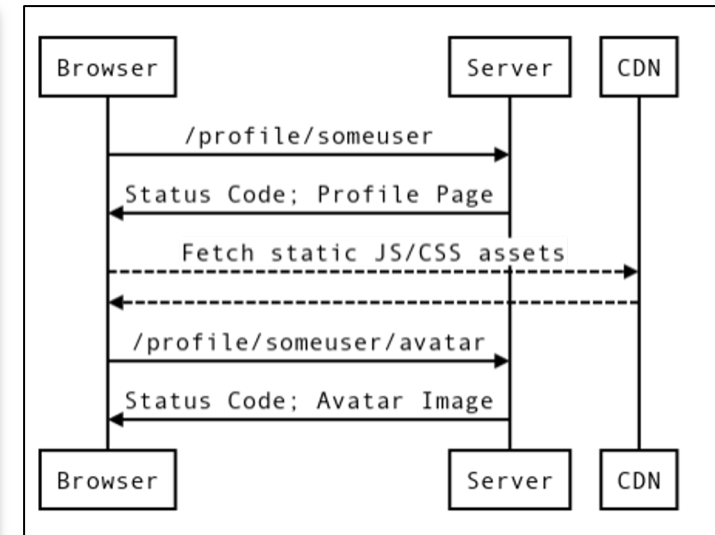 Browser
Server
CDN
/profile/someuser
Status Code; Profile Page
Fetch static JS/CSS assets
/profile/someuser/avatar
Status Code; Avatar Image
Browser
Server
CDN